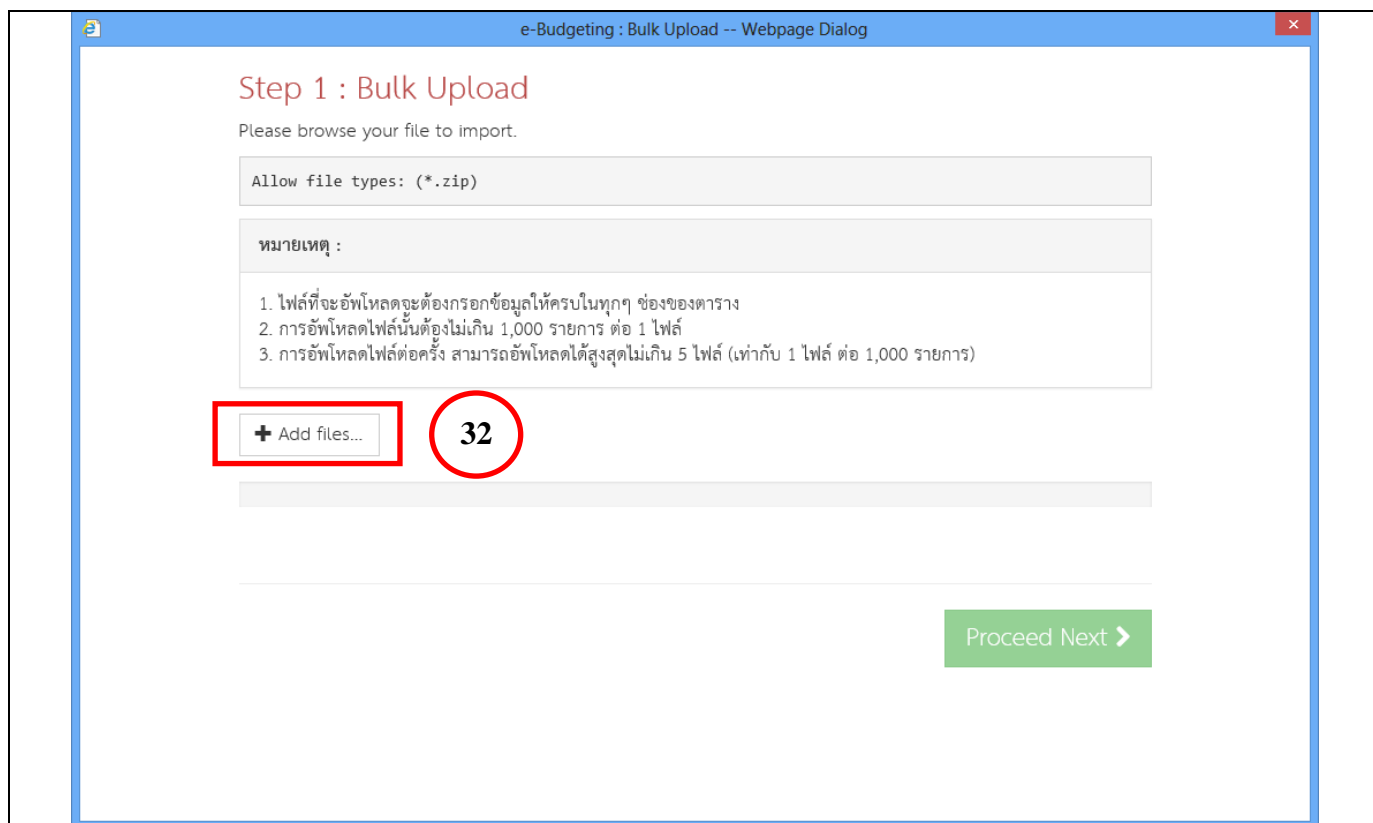 e-Budgeting : Bulk Upload -- Webpage Dialog
Step 1 : Bulk Upload
Please browse your file to import.
Allow file types: (*.zip)
หมายเหตุ :
1. ไฟล์ที่จะอัพโหลดจะต้องกรอกข้อมูลให้ครบในทุกๆ ช่องของตาราง
2. การอัพโหลดไฟล์นั้นต้องไม่เกิน 1,000 รายการ ต่อ 1 ไฟล์
3. การอัพโหลดไฟล์ต่อครั้ง สามารถอัพโหลดได้สูงสุดไม่เกิน 5 ไฟล์ (เท่ากับ 1 ไฟล์ ต่อ 1,000 รายการ)
Add files...
32
Proceed Next